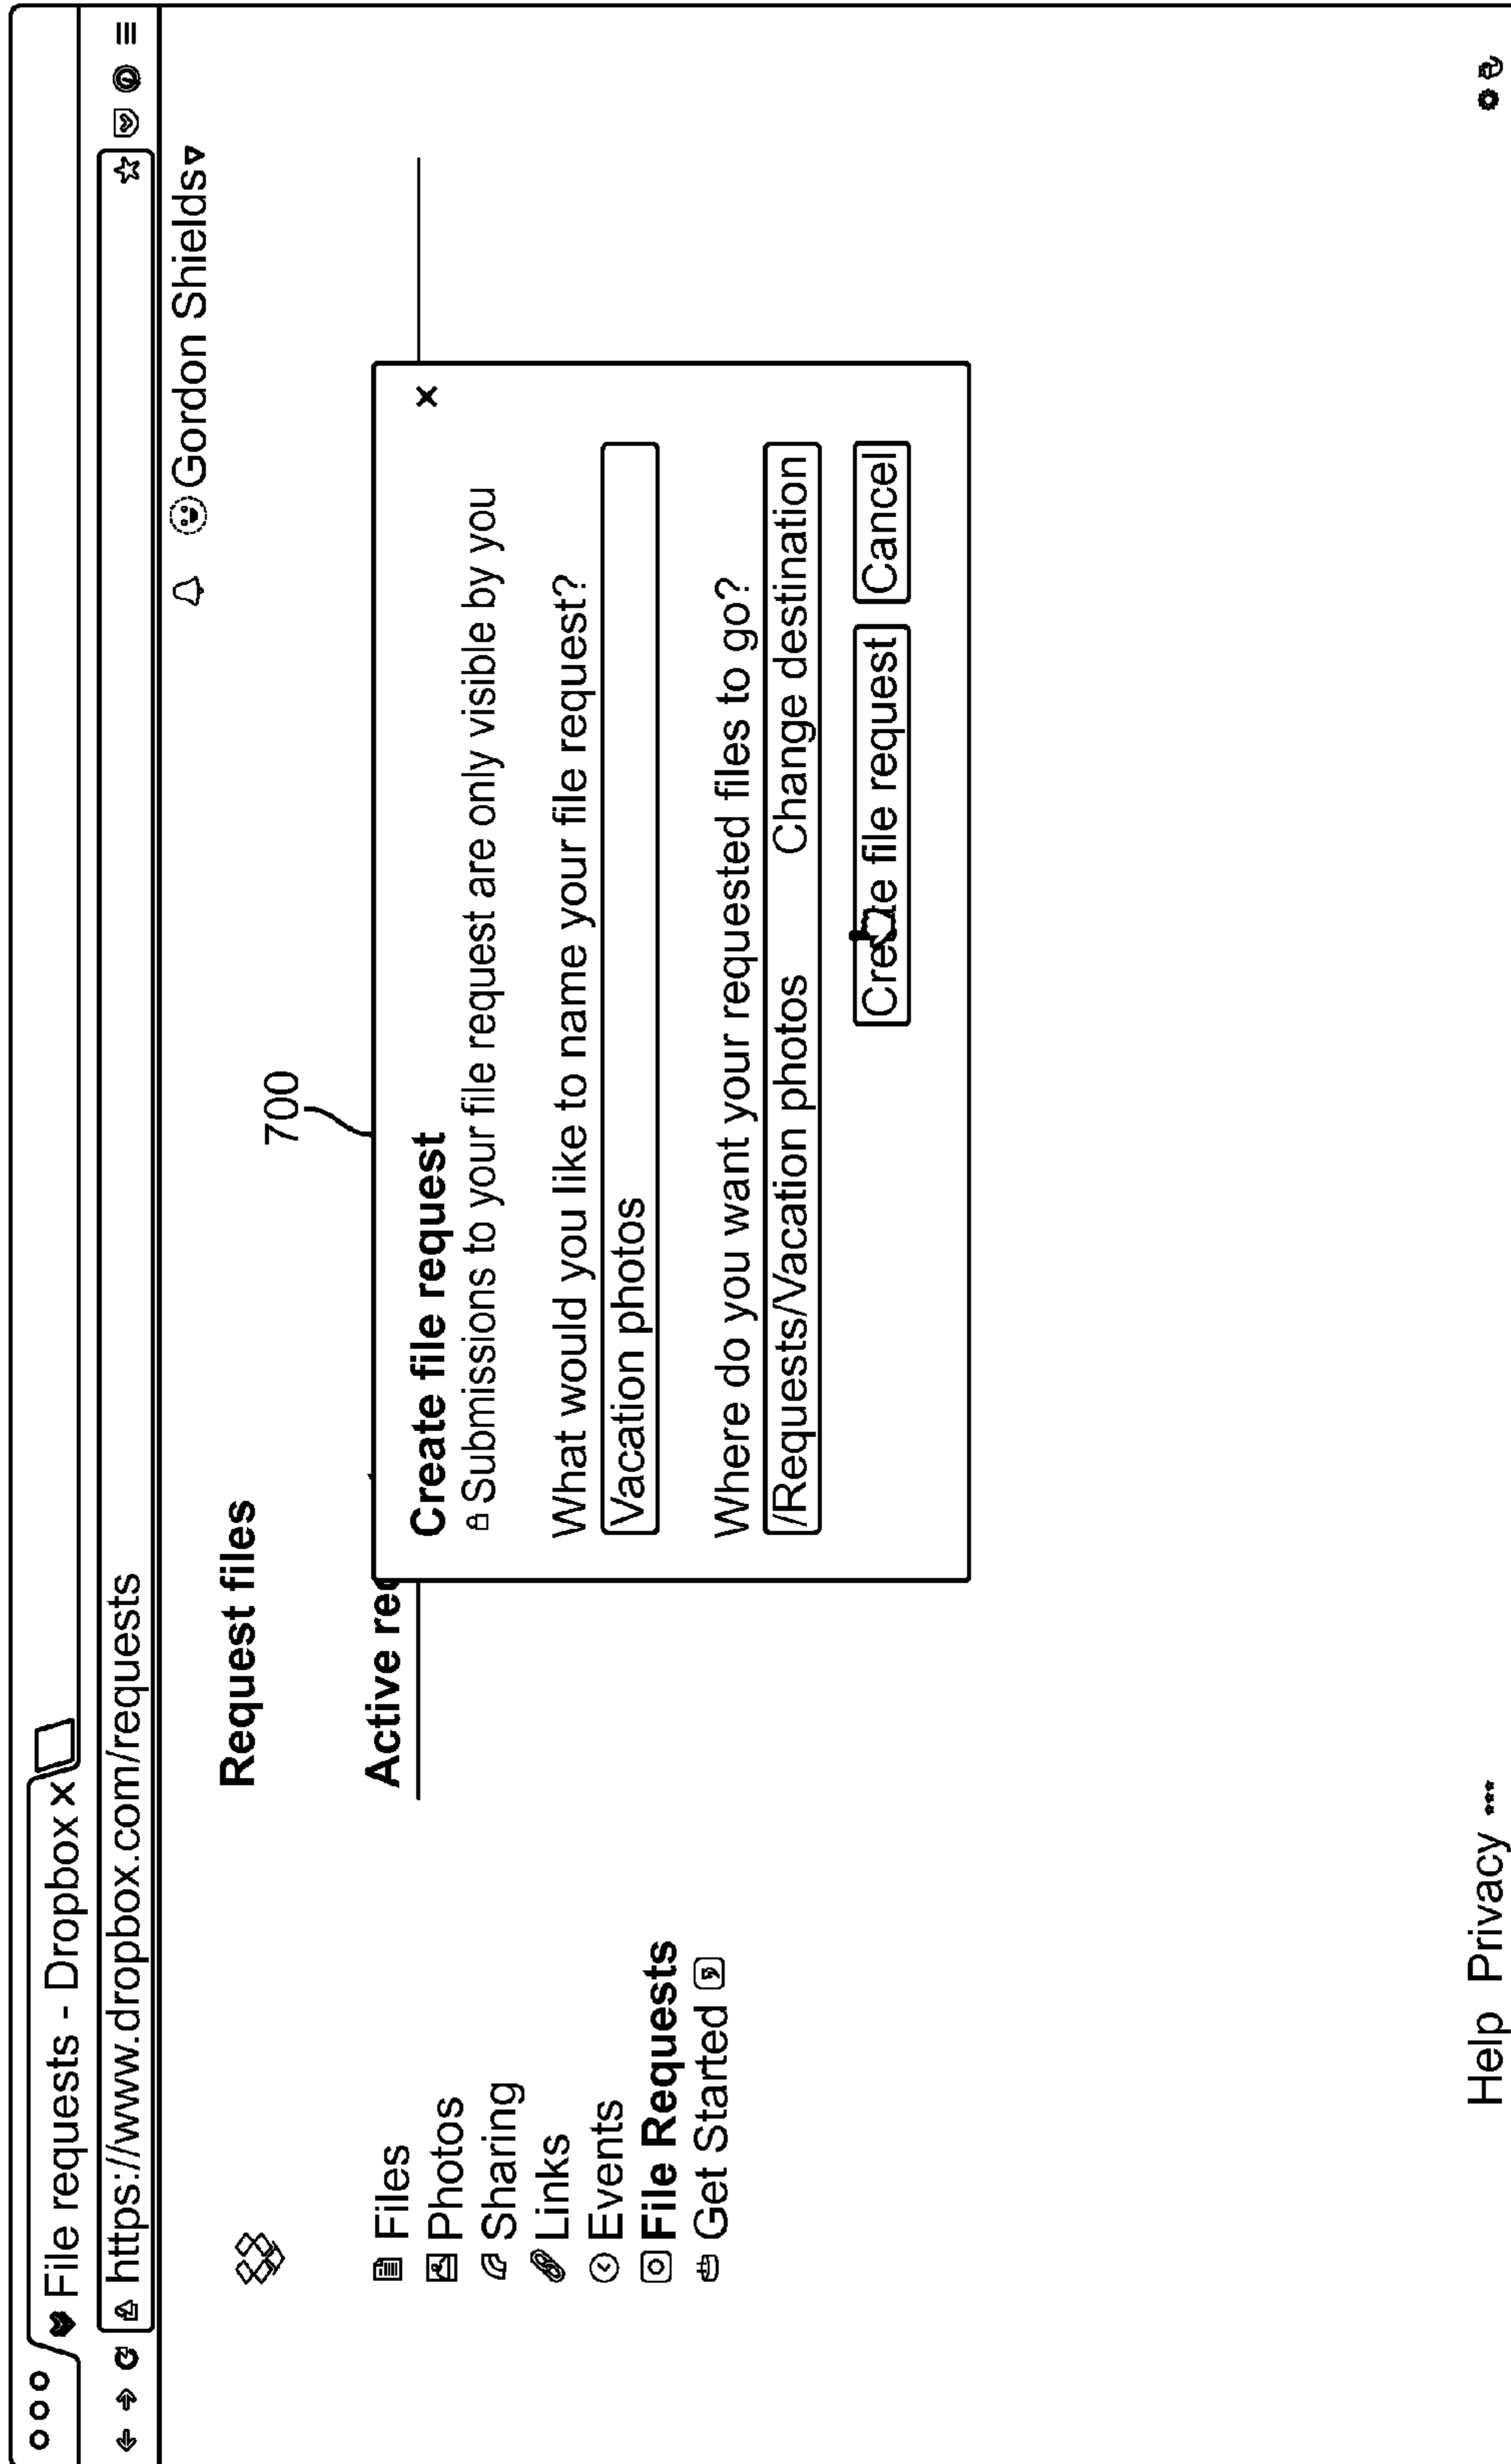 File requests - Dropbox x
https://www.dropbox.com/requests
Gordon Shields
Request files
700
Files
Photos
Sharing
Links
Events
File Requests
Get Started
Active req
Create file request
x
Submissions to your file request are only visible by you
What would you like to name your file request?
Vacation photos
Where do you want your requested files to go?
/Requests/Vacation photos Change destination
Create file request Cancel
Help Privacy